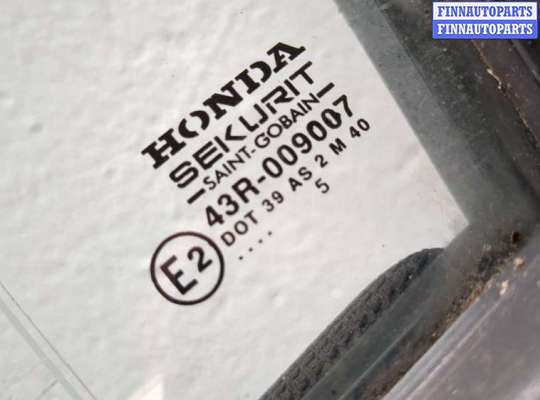 FINNAUTOPARTS
FINNAUTOPARTS
HONDA
SEKURIT
–SAINT-GOBAIN–
43R-009007
E2 DOT 39 AS 2 M 40
.... 5